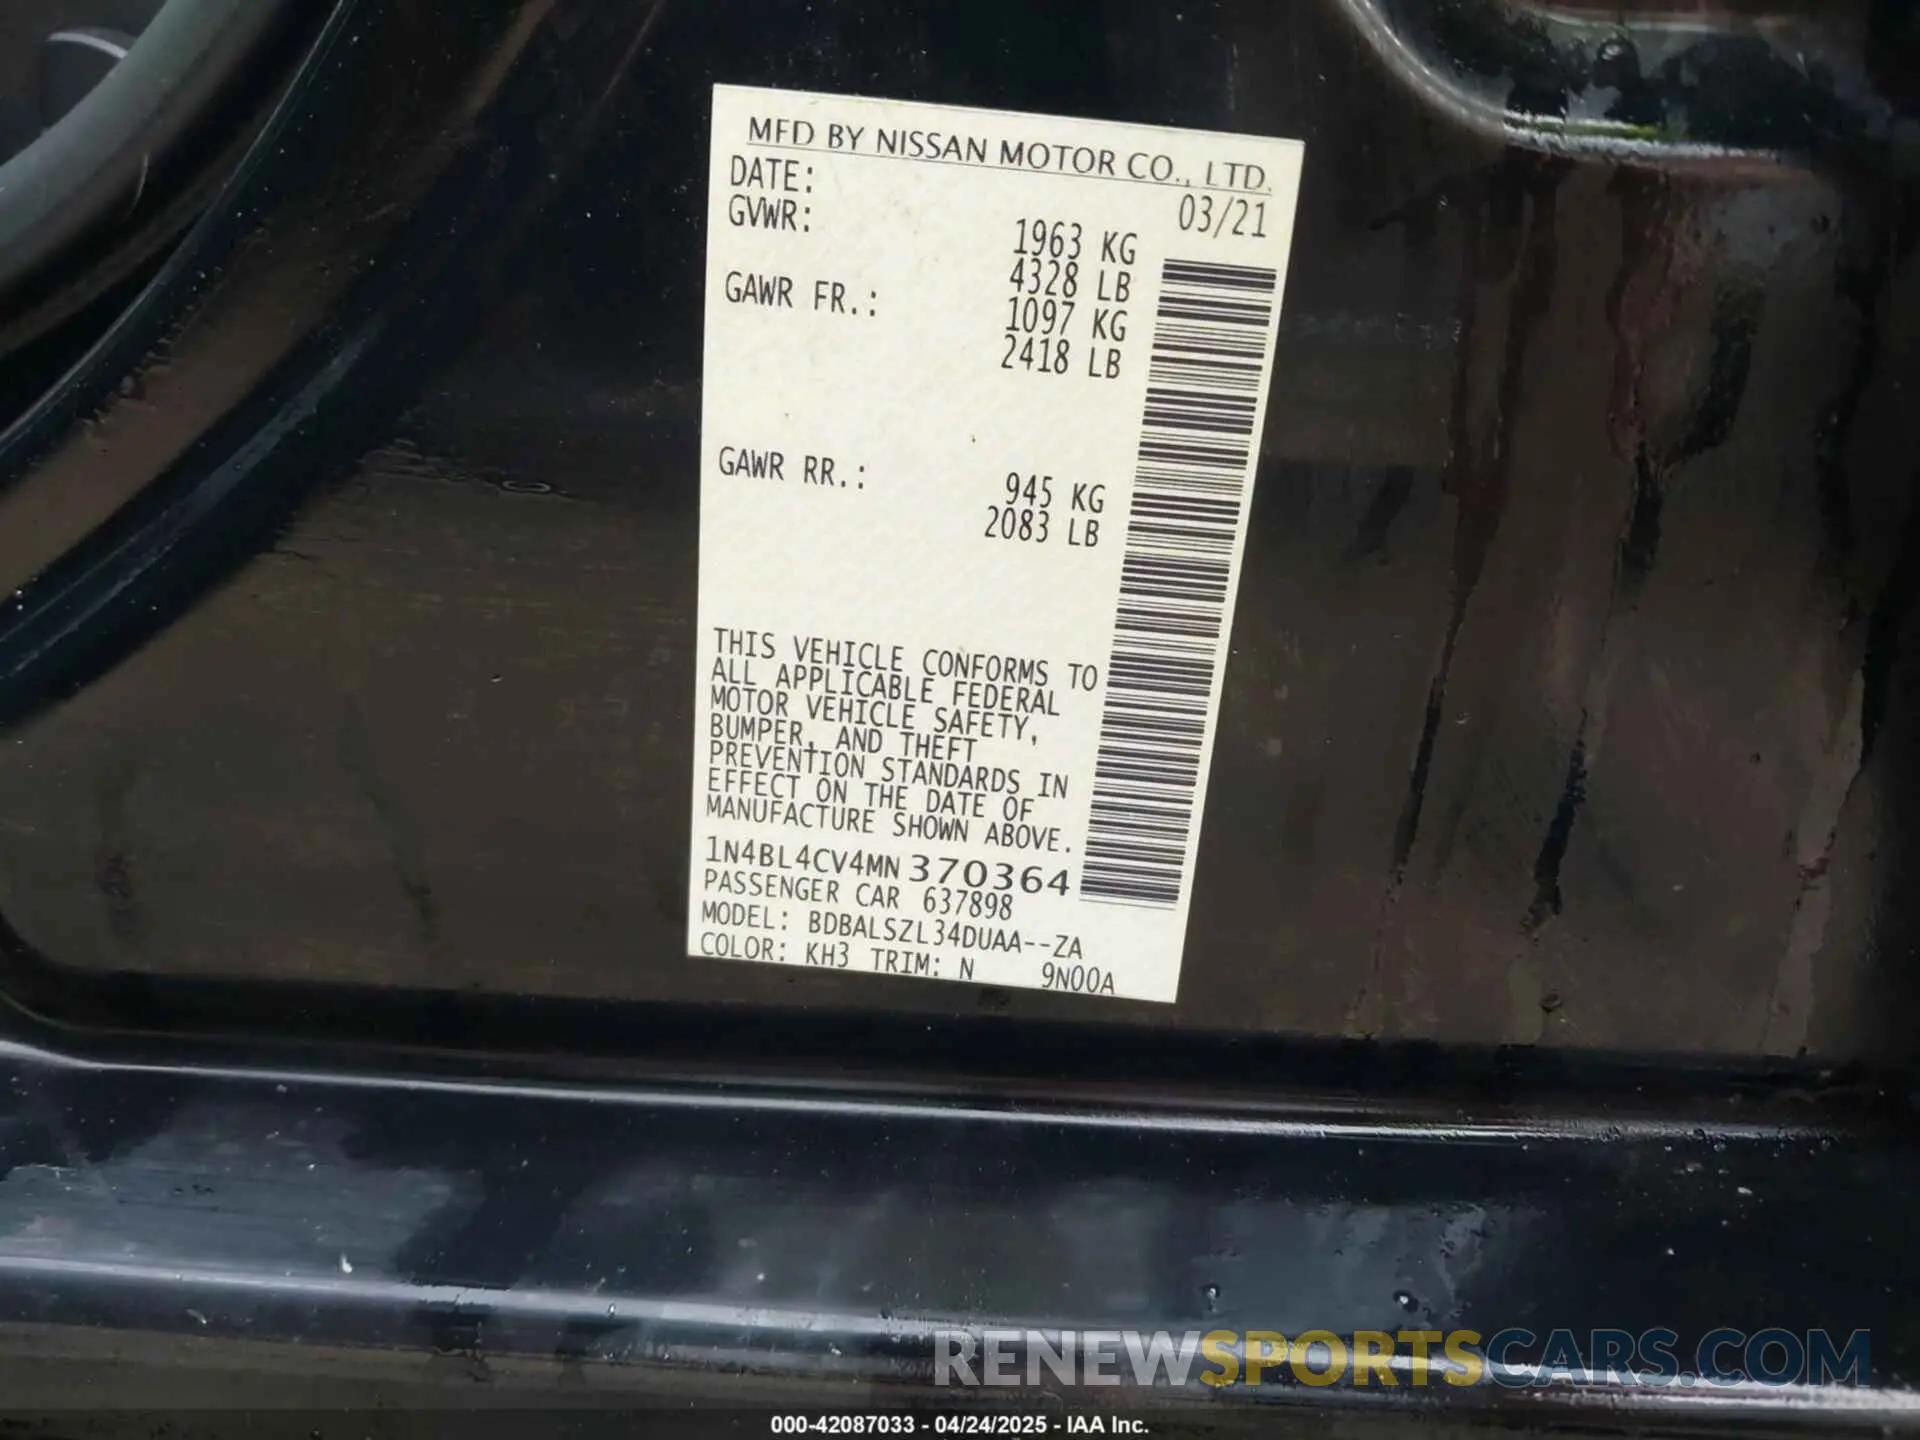 MFD BY NISSAN MOTOR CO., LTD.
DATE: 03/21
GVWR: 1963 KG
4328 LB
GAWR FR.: 1097 KG
2418 LB
GAWR RR.: 945 KG
2083 LB
THIS VEHICLE CONFORMS TO
ALL APPLICABLE FEDERAL
MOTOR VEHICLE SAFETY,
BUMPER, AND THEFT
PREVENTION STANDARDS IN
EFFECT ON THE DATE OF
MANUFACTURE SHOWN ABOVE.
1N4BL4CV4MN370364
PASSENGER CAR 637898
MODEL: BDBALSZL34DUAA--ZA
COLOR: KH3 TRIM: N 9N00A
RENEWSPORTSCARS.COM
000-42087033 - 04/24/2025 - IAA Inc.